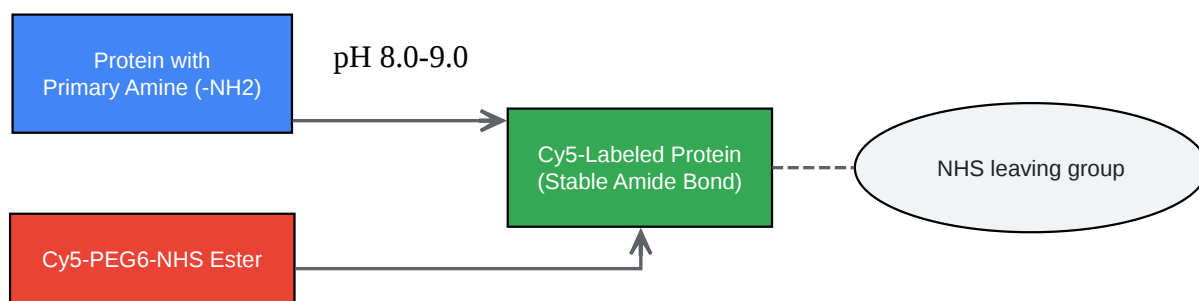 Protein with
Primary Amine (-NH2)
pH 8.0-9.0
Cy5-Labeled Protein
(Stable Amide Bond)
NHS leaving group
Cy5-PEG6-NHS Ester